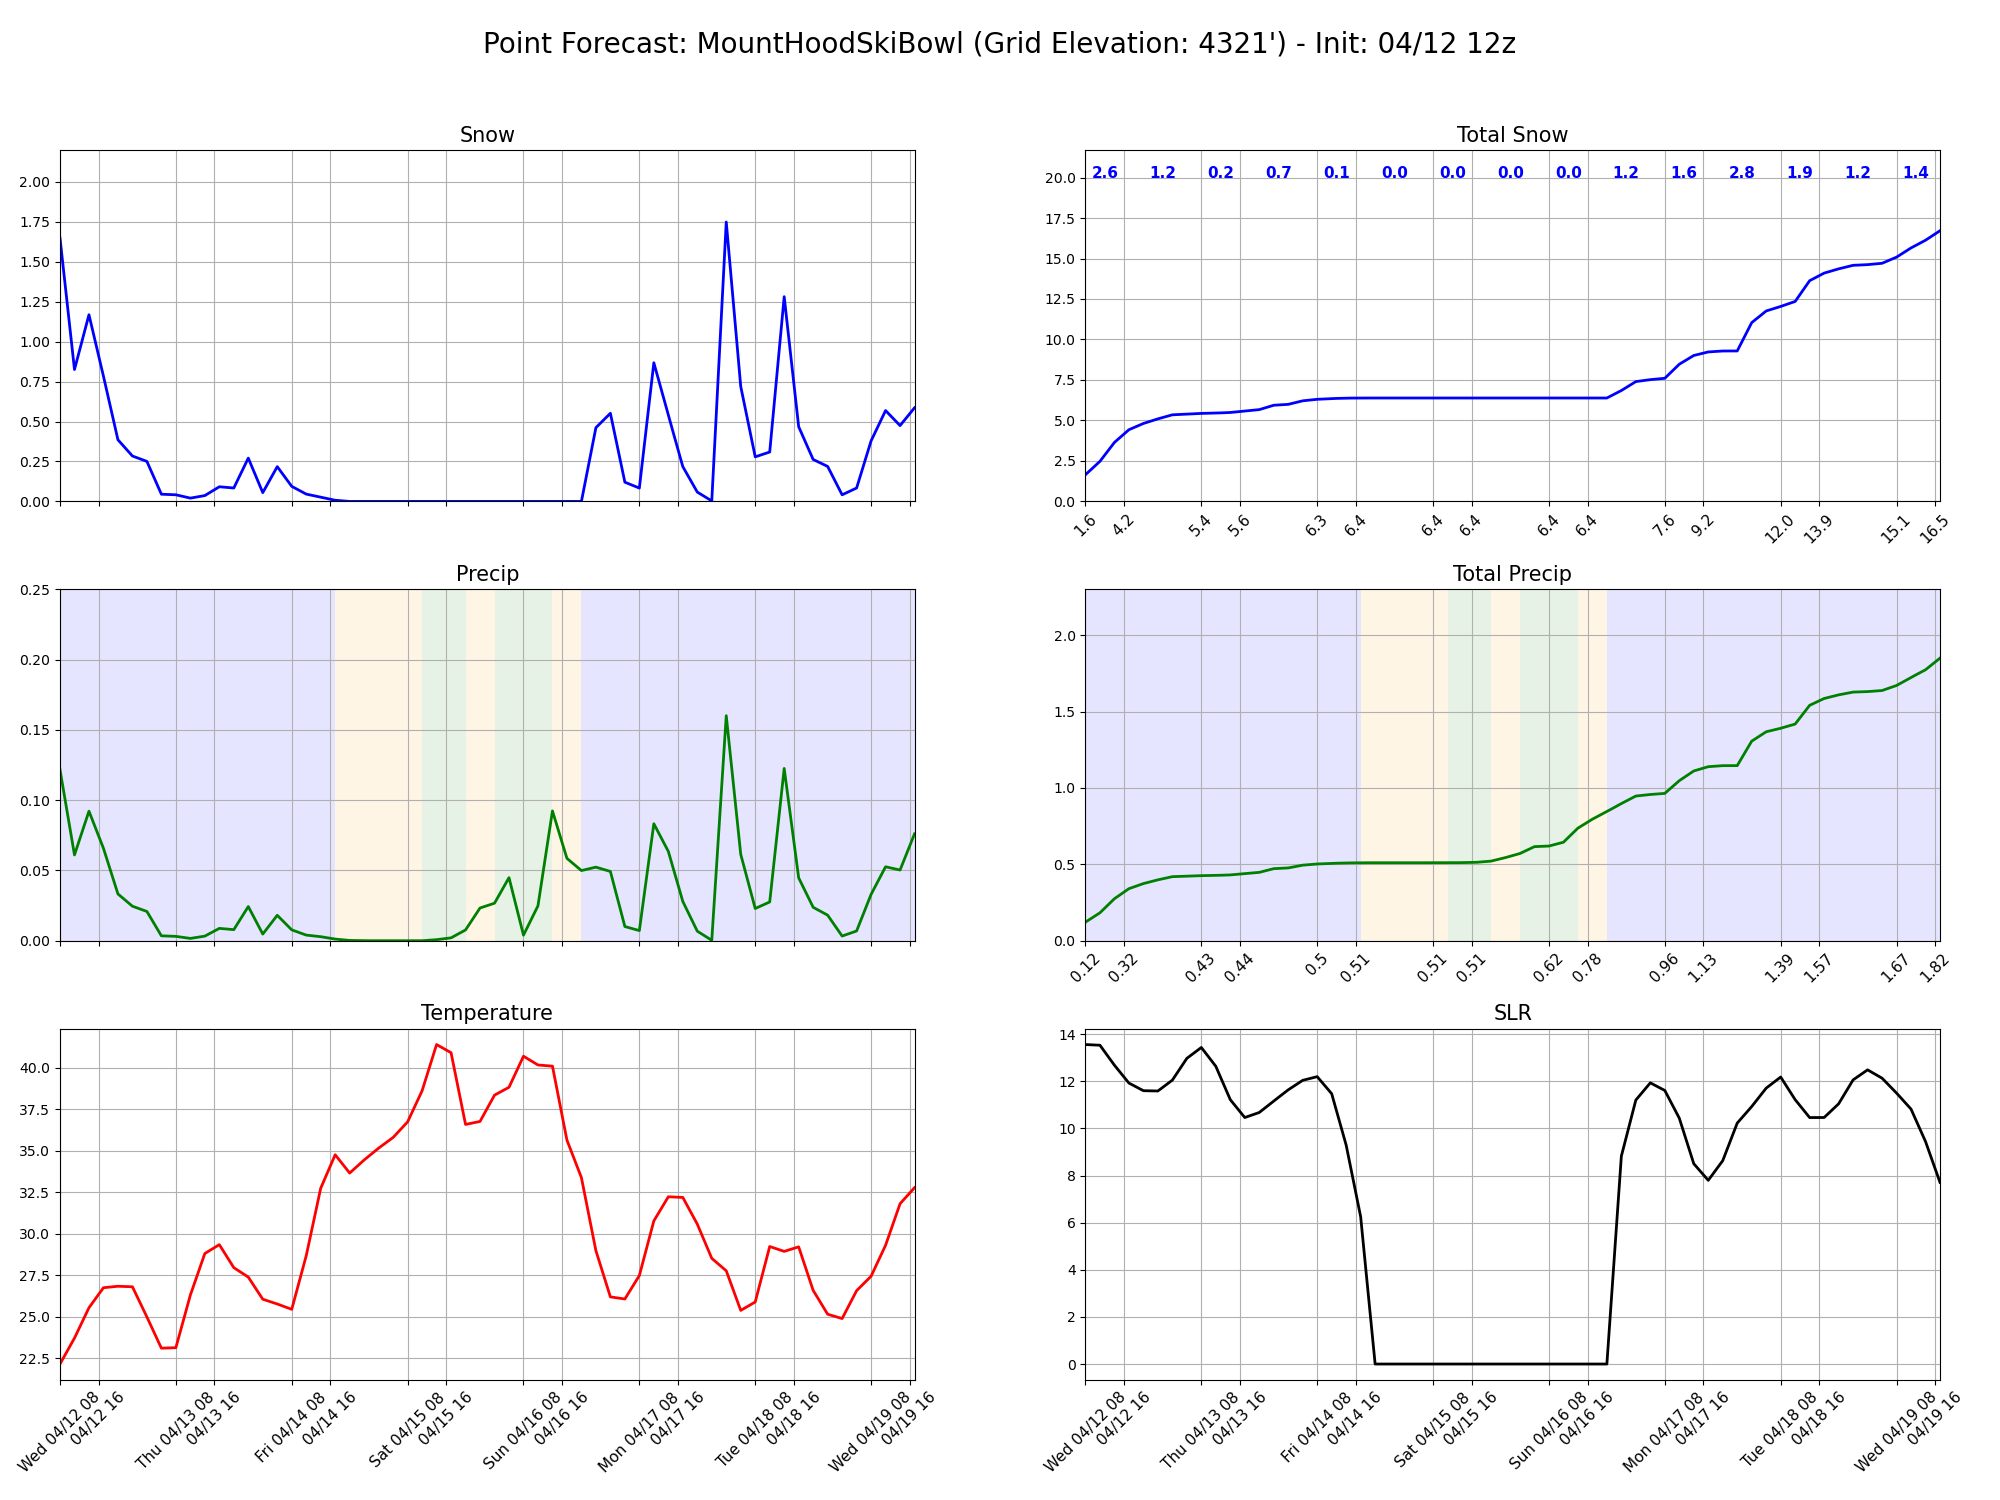 Point Forecast: MountHoodSkiBowl (Grid Elevation: 4321') - Init: 04/12 12z
Snow
2.00
1.75
1.50
1.25
1.00
0.75
0.50
0.25
0.00
Total Snow
2.6 1.2 0.2 0.7 0.1 0.0 0.0 0.0 0.0 1.2 1.6 2.8 1.9 1.2 1.4
20.0
17.5
15.0
12.5
10.0
7.5
5.0
2.5
0.0
1.6 4.2 5.4 5.6 6.3 6.4 6.4 6.4 6.4 6.4 7.6 9.2 12.0 13.9 15.1 16.5
Precip
0.25
0.20
0.15
0.10
0.05
0.00
Total Precip
2.0
1.5
1.0
0.5
0.0
0.12 0.32 0.43 0.44 0.5 0.51 0.51 0.51 0.62 0.78 0.96 1.13 1.39 1.57 1.67 1.82
Temperature
40.0
37.5
35.0
32.5
30.0
27.5
25.0
22.5
Wed 04/12 08
04/12 16
Thu 04/13 08
04/13 16
Fri 04/14 08
04/14 16
Sat 04/15 08
04/15 16
Sun 04/16 08
04/16 16
Mon 04/17 08
04/17 16
Tue 04/18 08
04/18 16
Wed 04/19 08
04/19 16
SLR
14
12
10
8
6
4
2
0
Wed 04/12 08
04/12 16
Thu 04/13 08
04/13 16
Fri 04/14 08
04/14 16
Sat 04/15 08
04/15 16
Sun 04/16 08
04/16 16
Mon 04/17 08
04/17 16
Tue 04/18 08
04/18 16
Wed 04/19 08
04/19 16